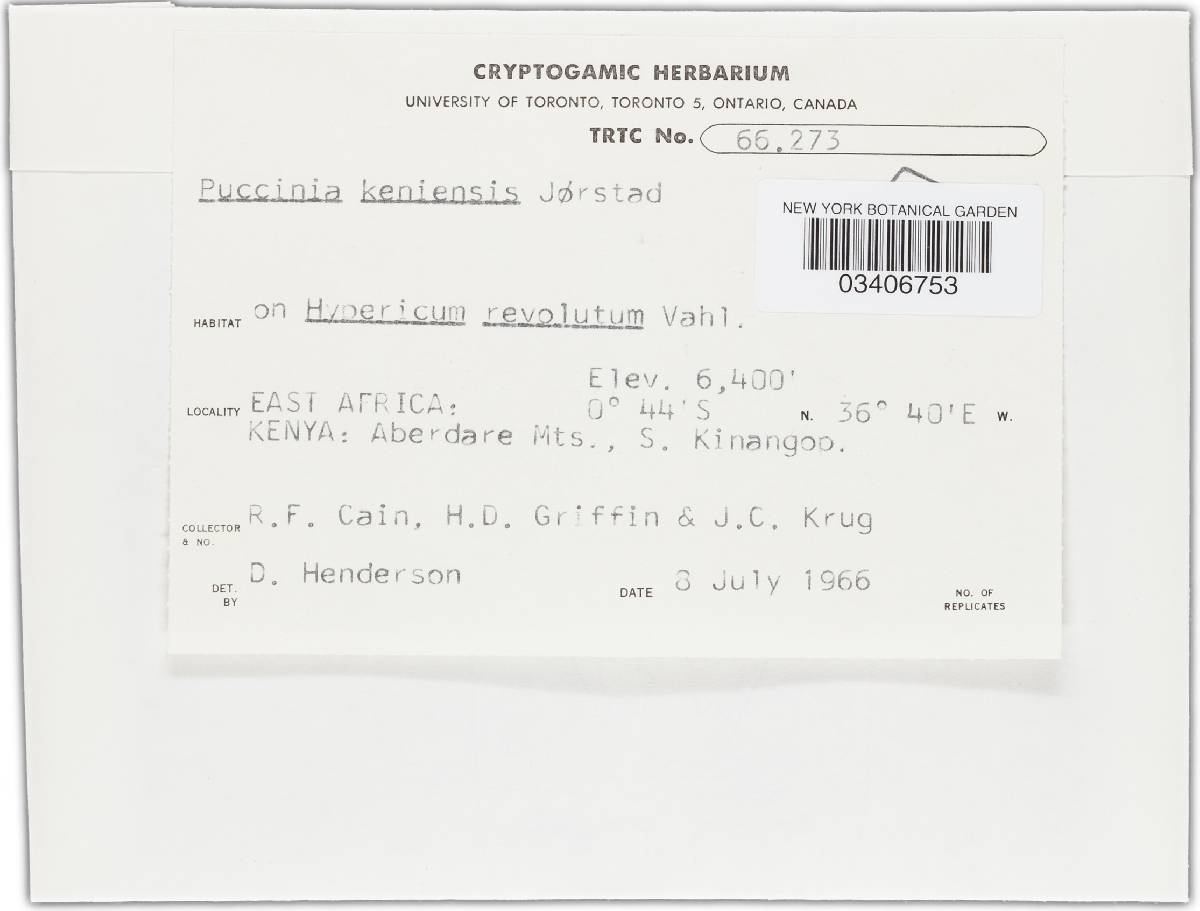 CRYPTOGAMIC HERBARIUM
UNIVERSITY OF TORONTO, TORONTO 5, ONTARIO, CANADA
TRTC No. 66.273
Puccinia keniensis Jørstad
NEW YORK BOTANICAL GARDEN
03406753
HABITAT on Hypericum revolutum Vahl.
Elev. 6,400'
LOCALITY EAST AFRICA: 0° 44'S N. 36° 40'E W.
KENYA: Aberdare Mts., S. Kinangop.
COLLECTOR & NO. R.F. Cain, H.D. Griffin & J.C. Krug
DET. BY D. Henderson DATE 8 July 1966 NO. OF REPLICATES